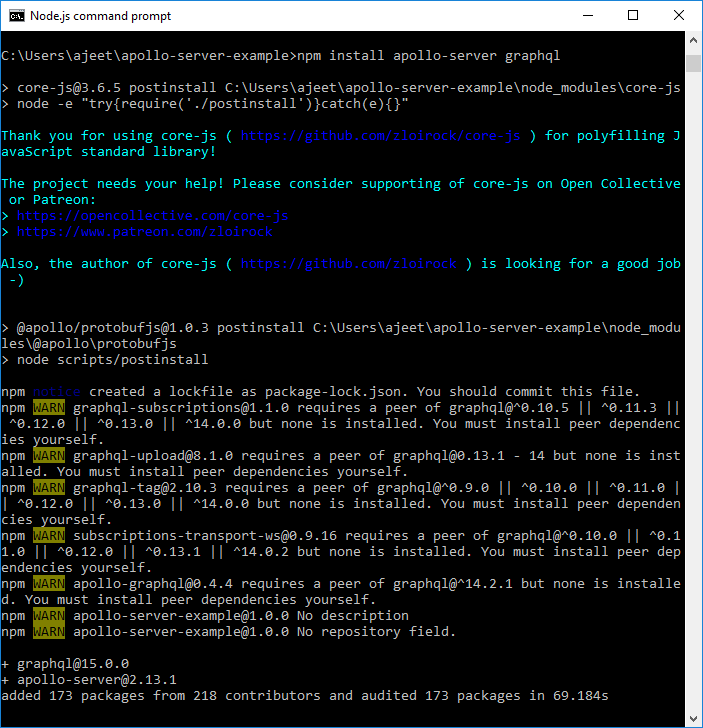 Node.js command prompt
C:\Users\ajeet\apollo-server-example>npm install apollo-server graphql
> core-js@3.6.5 postinstall C:\Users\ajeet\apollo-server-example\node_modules\core-js
> node -e "try{require('./postinstall')}catch(e){}"
Thank you for using core-js ( https://github.com/zloirock/core-js ) for polyfilling J
avaScript standard library!
The project needs your help! Please consider supporting of core-js on Open Collective
or Patreon:
> https://opencollective.com/core-js
> https://www.patreon.com/zloirock
Also, the author of core-js ( https://github.com/zloirock ) is looking for a good job
-)
> @apollo/protobufjs@1.0.3 postinstall C:\Users\ajeet\apollo-server-example\node_modu
les\@apollo\protobufjs
> node scripts/postinstall
npm notice created a lockfile as package-lock.json. You should commit this file.
npm WARN graphql-subscriptions@1.1.0 requires a peer of graphql@^0.10.5 || ^0.11.3 ||
^0.12.0 || ^0.13.0 || ^14.0.0 but none is installed. You must install peer dependenc
ies yourself.
npm WARN graphql-upload@8.1.0 requires a peer of graphql@0.13.1 - 14 but none is inst
alled. You must install peer dependencies yourself.
npm WARN graphql-tag@2.10.3 requires a peer of graphql@^0.9.0 || ^0.10.0 || ^0.11.0 |
| ^0.12.0 || ^0.13.0 || ^14.0.0 but none is installed. You must install peer dependen
cies yourself.
npm WARN subscriptions-transport-ws@0.9.16 requires a peer of graphql@^0.10.0 || ^0.1
1.0 || ^0.12.0 || ^0.13.1 || ^14.0.2 but none is installed. You must install peer dep
endencies yourself.
npm WARN apollo-graphql@0.4.4 requires a peer of graphql@^14.2.1 but none is installe
d. You must install peer dependencies yourself.
npm WARN apollo-server-example@1.0.0 No description
npm WARN apollo-server-example@1.0.0 No repository field.
+ graphql@15.0.0
+ apollo-server@2.13.1
added 173 packages from 218 contributors and audited 173 packages in 69.184s